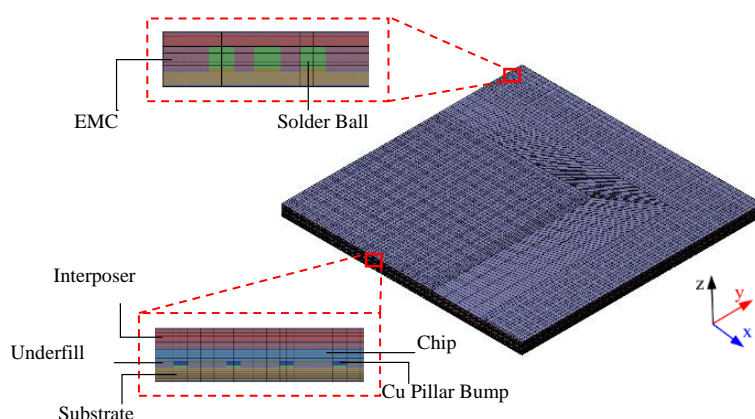 EMC
Solder Ball
Interposer
Underfill
Chip
Cu Pillar Bump
Substrate
z
y
x